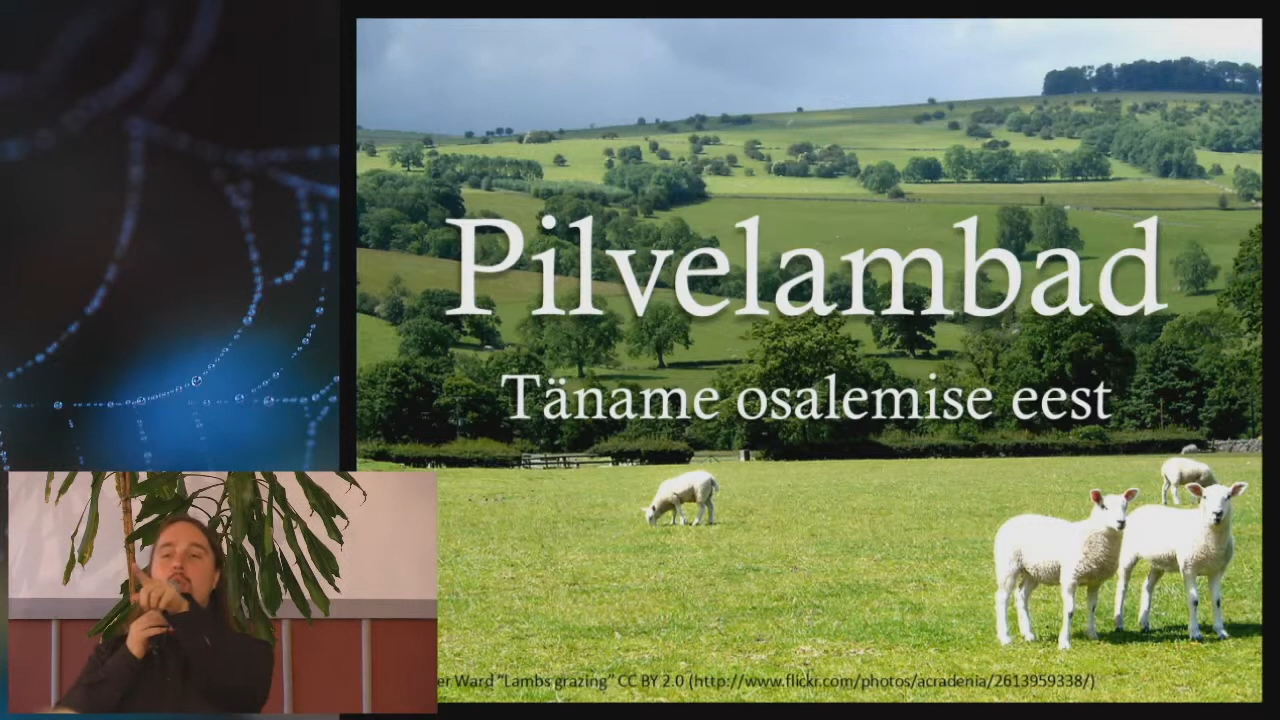 Pilvelambad
Täname osalemise eest
er Ward "Lambs grazing" CC BY 2.0 (http://www.flickr.com/photos/acradenia/2613959338/)